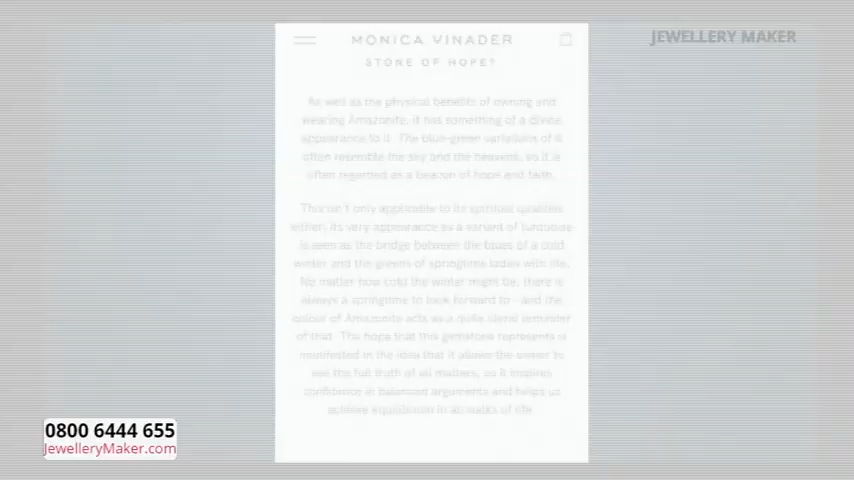 MONICA VINADER
JEWELLERY MAKER
STONE OF HOPE?
As well as the physical benefits of owning and
wearing Amazonite, it has something of a divine
appearance to it. The blue-green variations of it
often resemble the sky and the heavens, so it is
often regarded as a beacon of hope and faith.
This isn't only applicable to its spiritual qualities
either, its very appearance as a variant of turquoise
is seen as the bridge between the blues of a cold
winter and the greens of springtime laden with life.
No matter how cold the winter might be, there is
always a springtime to look forward to - and the
colour of Amazonite acts as a quite literal reminder
of that. The hope that this gemstone represents is
manifested in the idea that it allows the owner to
see the full truth of all matters, as it inspires
confidence in balanced arguments and helps us
achieve equilibrium in all walks of life.
0800 6444 655
JewelleryMaker.com